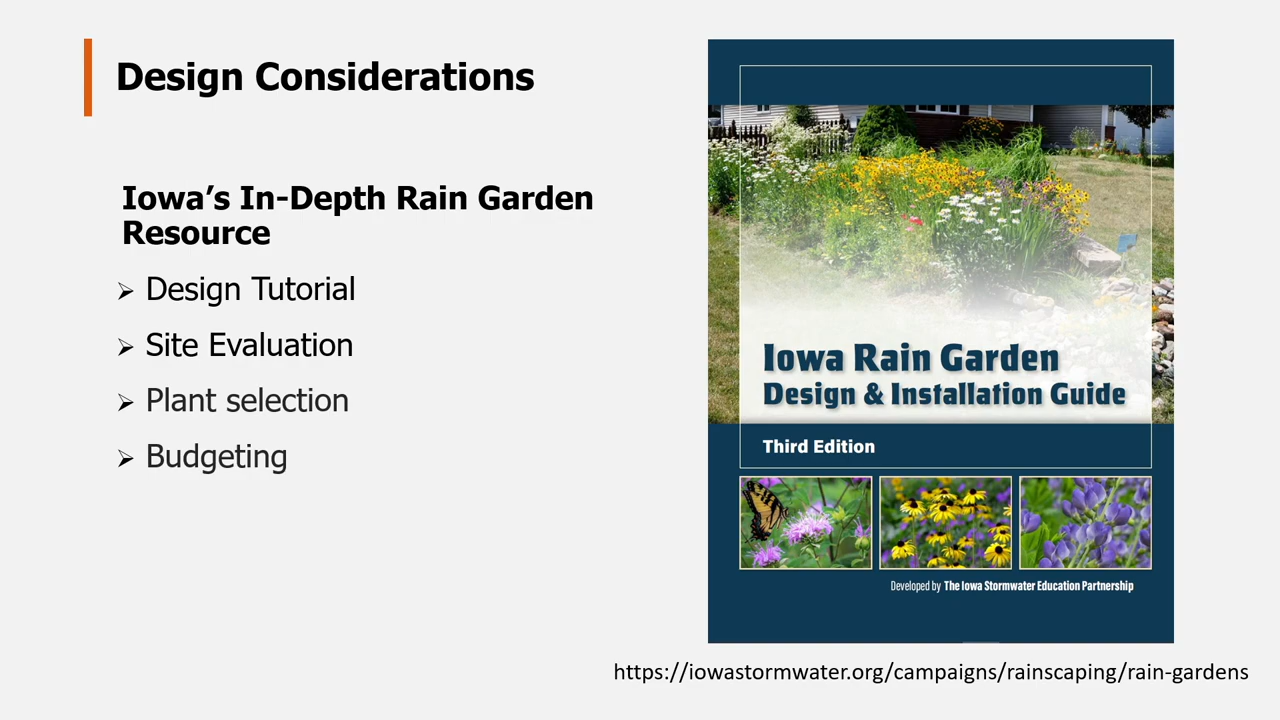 Design Considerations
Iowa’s In-Depth Rain Garden
Resource
➢ Design Tutorial
➢ Site Evaluation
➢ Plant selection
➢ Budgeting
Iowa Rain Garden
Design & Installation Guide
Third Edition
Developed by The Iowa Stormwater Education Partnership
https://iowastormwater.org/campaigns/rainscaping/rain-gardens